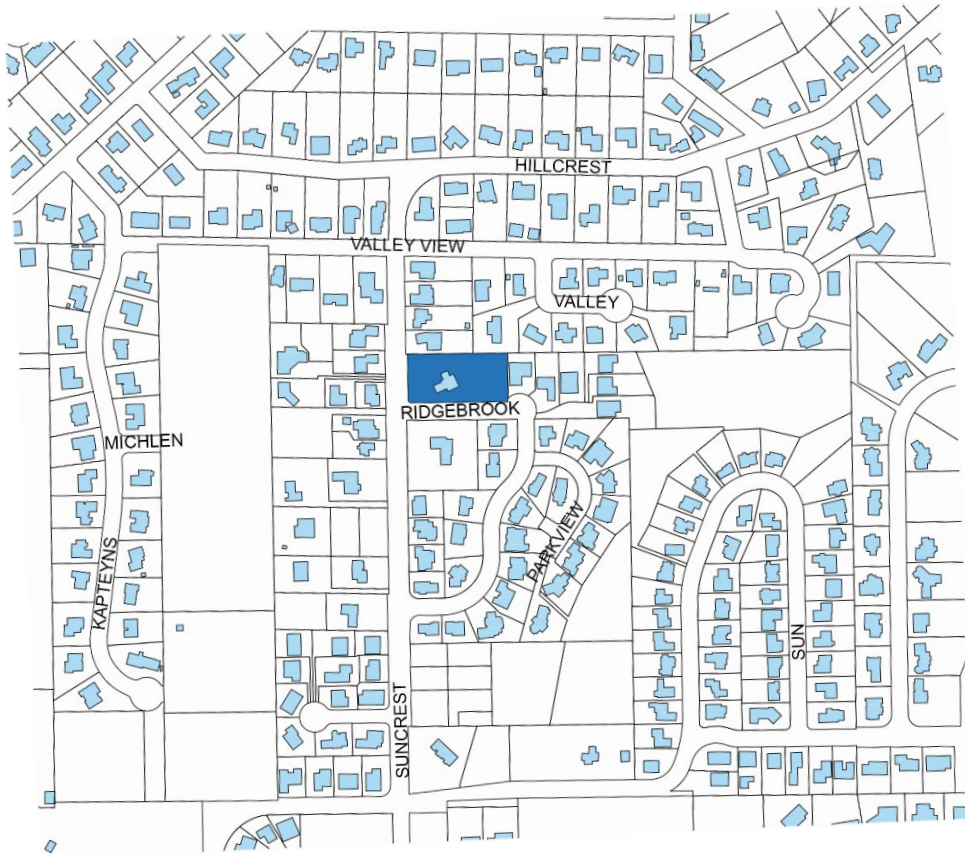 HILLCREST
VALLEY VIEW
VALLEY
RIDGEBROOK
MICHLEN
PARKVIEW
KAPTEYNS
SUN
SUNCREST